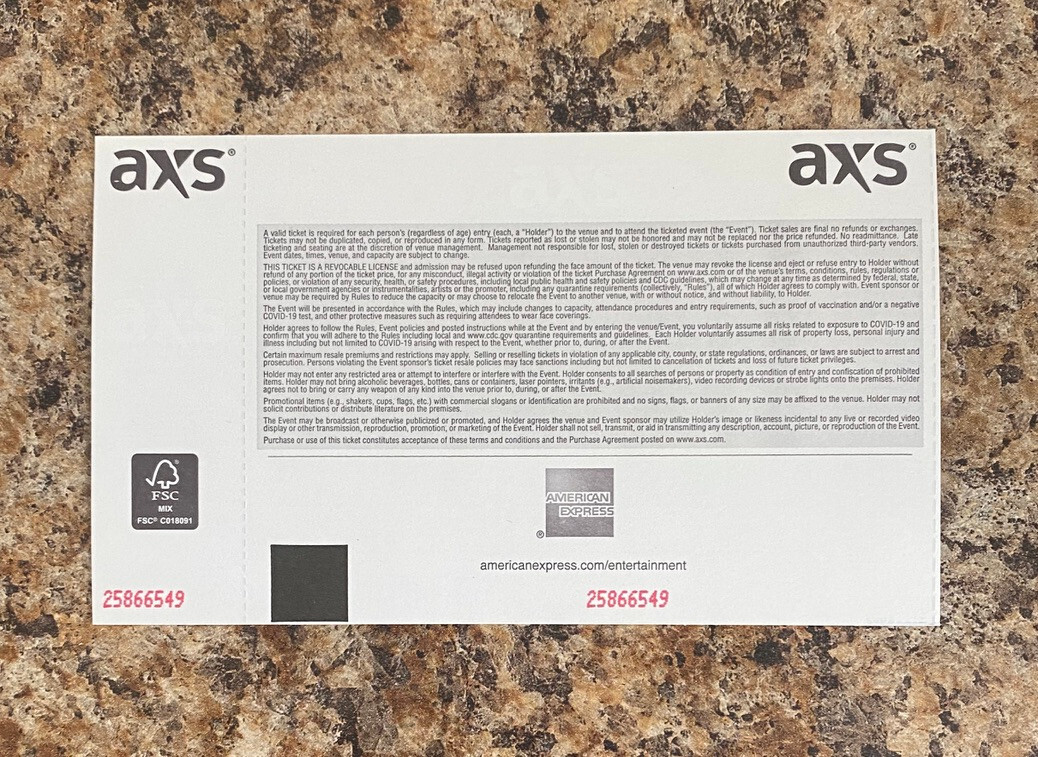 axs®
axs®
A valid ticket is required for each person's (regardless of age) entry (each, a "Holder") to the venue and to attend the ticketed event (the "Event"). Ticket sales are final no refunds or exchanges.
Tickets may not be duplicated, copied, or reproduced in any form. Tickets reported as lost or stolen may not be honored and may not be replaced nor the price refunded. No readmittance. Late
ticketing and seating are at the discretion of venue management. Management not responsible for lost, stolen or destroyed tickets or tickets purchased from unauthorized third-party vendors.
Event dates, times, venue, and capacity are subject to change.
THIS TICKET IS A REVOCABLE LICENSE and admission may be refused upon refunding the face amount of the ticket. The venue may revoke the license and eject or refuse entry to Holder without
refund of any portion of the ticket price, for any misconduct, illegal activity or violation of the ticket Purchase Agreement on www.axs.com or of the venue's terms, conditions, rules, regulations or
policies, or violation of any security, health, or safety procedures, including local public health and safety policies and CDC guidelines, which may change at any time as determined by federal, state,
or local government agencies or instrumentalities, artists or the promoter, including any quarantine requirements (collectively, "Rules"), all of which Holder agrees to comply with. Event sponsor or
venue may be required by Rules to reduce the capacity or may choose to relocate the Event to another venue, with or without notice, and without liability, to Holder.
The Event will be presented in accordance with the Rules, which may include changes to capacity, attendance procedures and entry requirements, such as proof of vaccination and/or a negative
COVID-19 test, and other protective measures such as requiring attendees to wear face coverings.
Holder agrees to follow the Rules, Event policies and posted instructions while at the Event and by entering the venue/Event, you voluntarily assume all risks related to exposure to COVID-19 and
confirm that you will adhere to the Rules including local and www.cdc.gov quarantine requirements and guidelines. Each Holder voluntarily assumes all risk of property loss, personal injury and
illness including but not limited to COVID-19 arising with respect to the Event, whether prior to, during, or after the Event.
Certain maximum resale premiums and restrictions may apply. Selling or reselling tickets in violation of any applicable city, county, or state regulations, ordinances, or laws are subject to arrest and
prosecution. Persons violating the Event sponsor's ticket resale policies may face sanctions including but not limited to cancellation of tickets and loss of future ticket privileges.
Holder may not enter any restricted area or attempt to interfere or interfere with the Event. Holder consents to all searches of persons or property as condition of entry and confiscation of prohibited
items. Holder may not bring alcoholic beverages, bottles, cans or containers, laser pointers, irritants (e.g., artificial noisemakers), video recording devices or strobe lights onto the premises. Holder
agrees not to bring or carry any weapon of any kind into the venue prior to, during, or after the Event.
Promotional items (e.g., shakers, cups, flags, etc.) with commercial slogans or identification are prohibited and no signs, flags, or banners of any size may be affixed to the venue. Holder may not
solicit contributions or distribute literature on the premises.
The Event may be broadcast or otherwise publicized or promoted, and Holder agrees the venue and Event sponsor may utilize Holder's image or likeness incidental to any live or recorded video
display or other transmission, reproduction, promotion, or marketing of the Event. Holder shall not sell, transmit, or aid in transmitting any description, account, picture, or reproduction of the Event.
Purchase or use of this ticket constitutes acceptance of these terms and conditions and the Purchase Agreement posted on www.axs.com.
FSC
MIX
FSC® C018091
AMERICAN
EXPRESS
®
americanexpress.com/entertainment
25866549
25866549